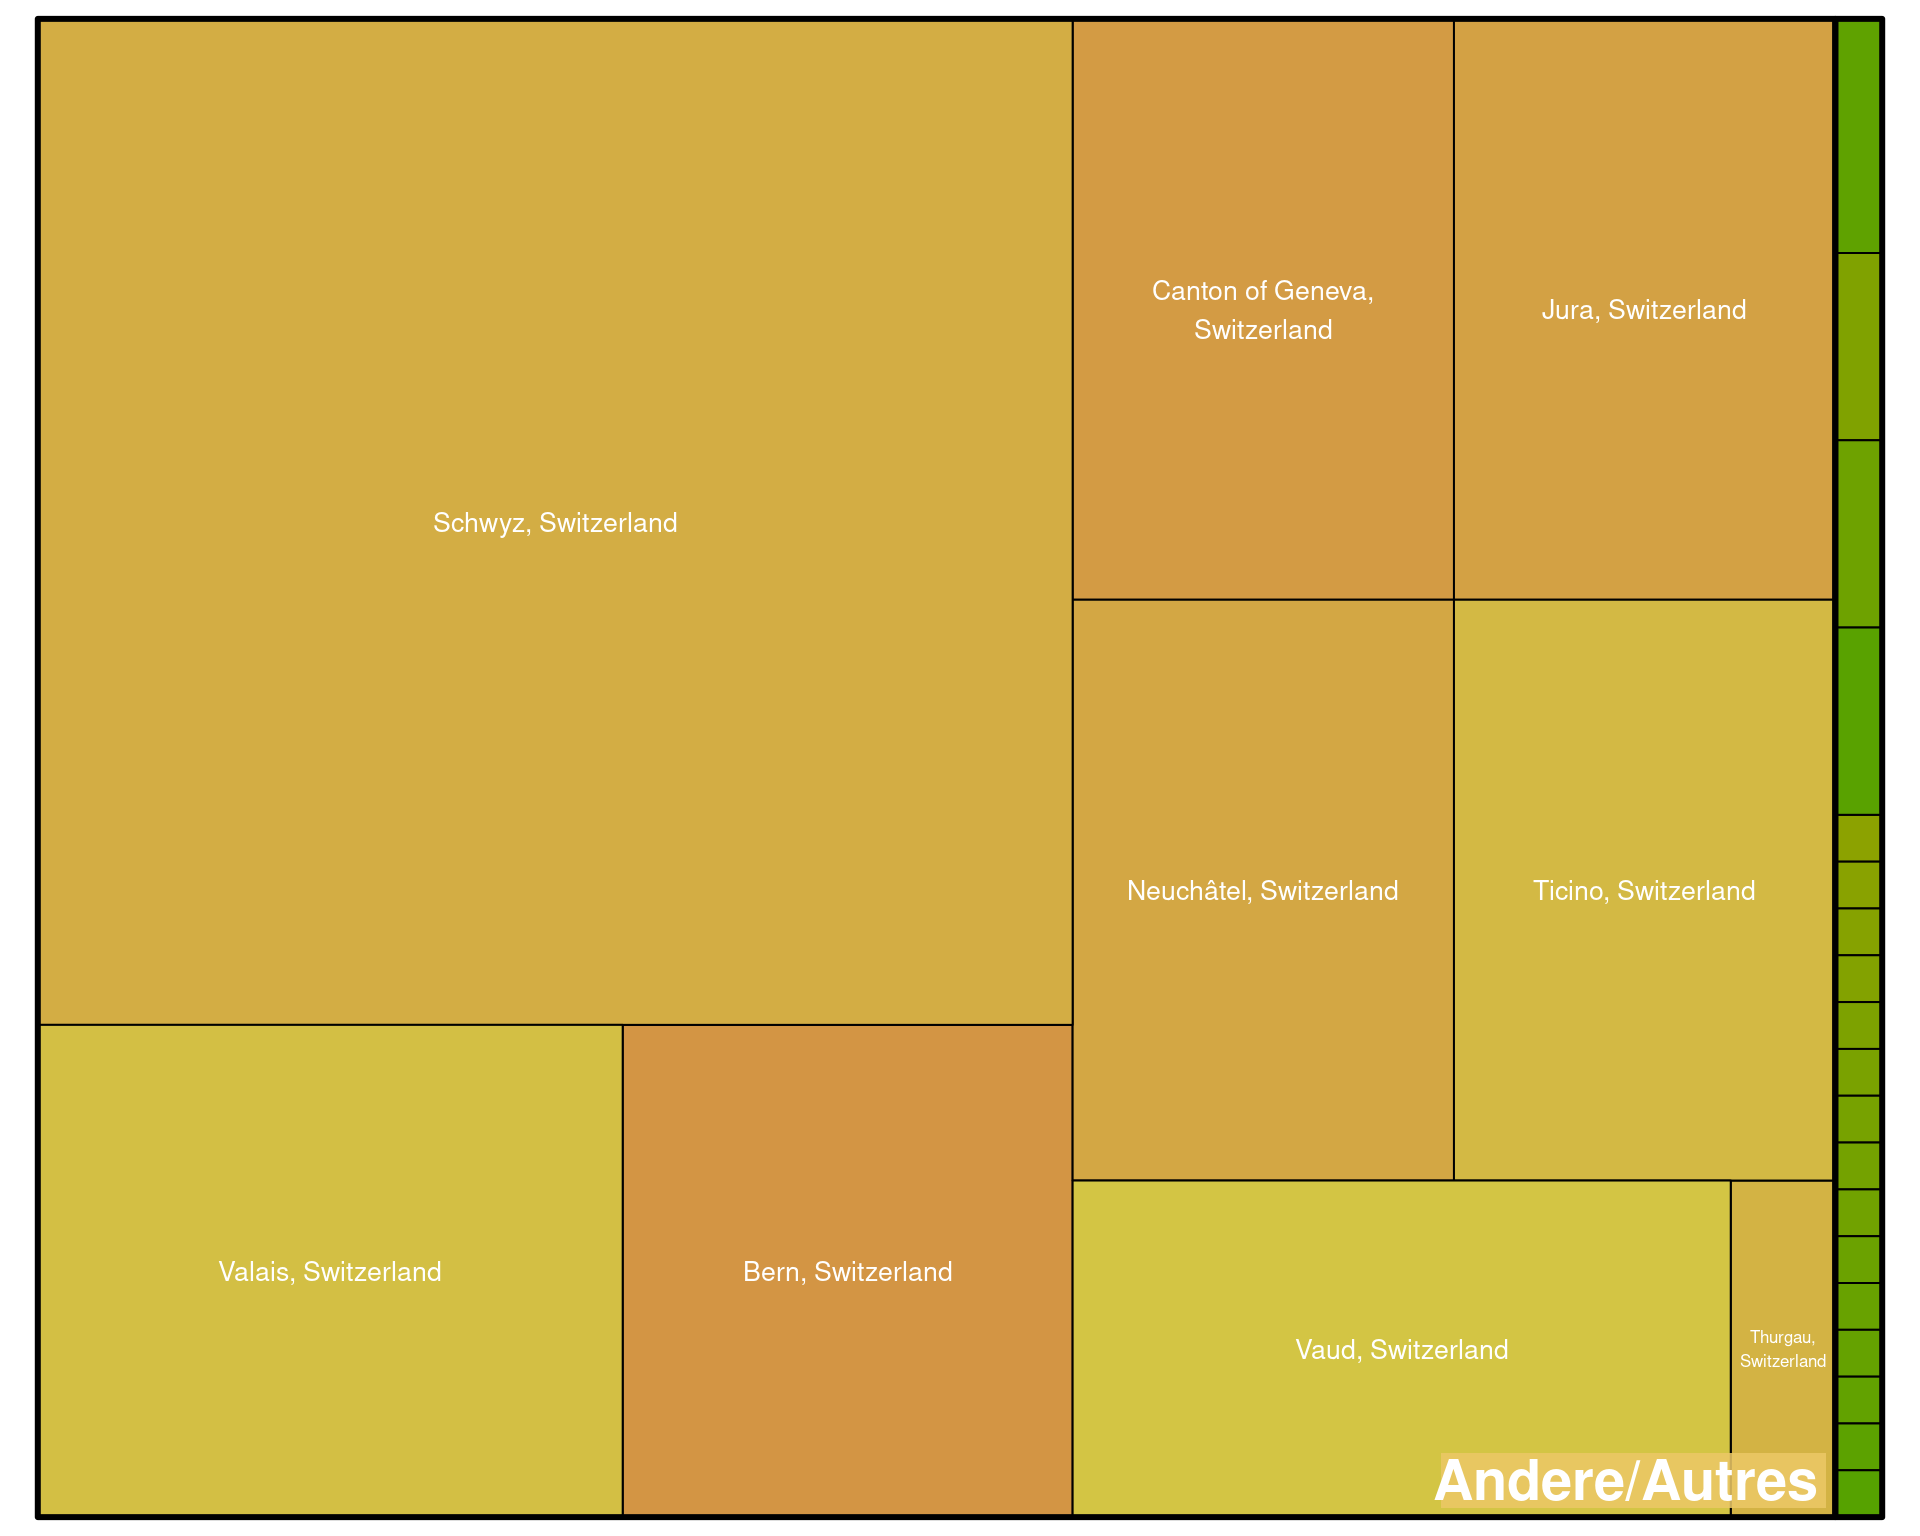 Schwyz, Switzerland
Canton of Geneva,
Switzerland
Jura, Switzerland
Neuchâtel, Switzerland
Ticino, Switzerland
Valais, Switzerland
Bern, Switzerland
Vaud, Switzerland
Thurgau,
Switzerland
Andere/Autres